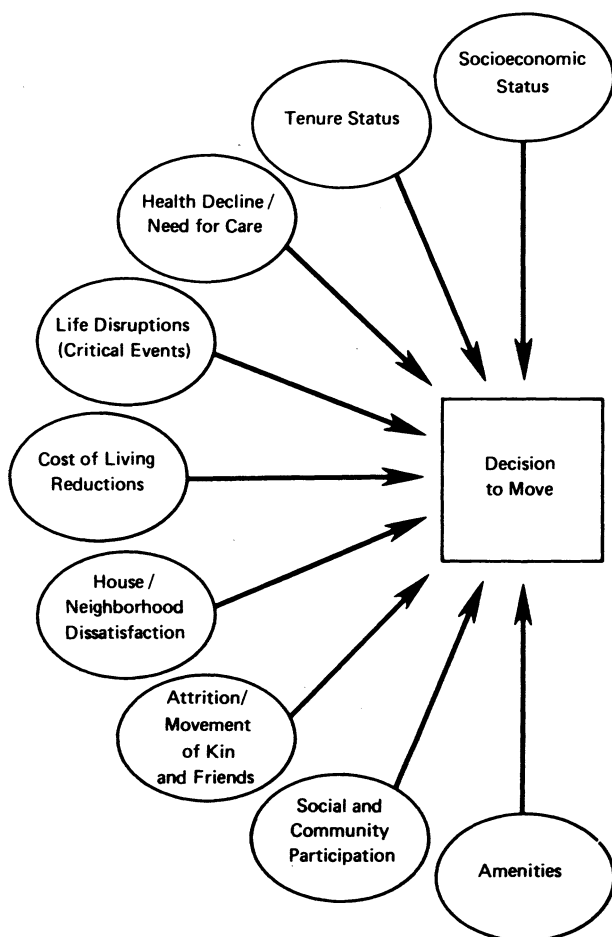 Socioeconomic
Status
Tenure Status
Health Decline /
Need for Care
Life Disruptions
(Critical Events)
Cost of Living
Reductions
Decision
to Move
House /
Neighborhood
Dissatisfaction
Attrition/
Movement
of Kin
and Friends
Social and
Community
Participation
Amenities